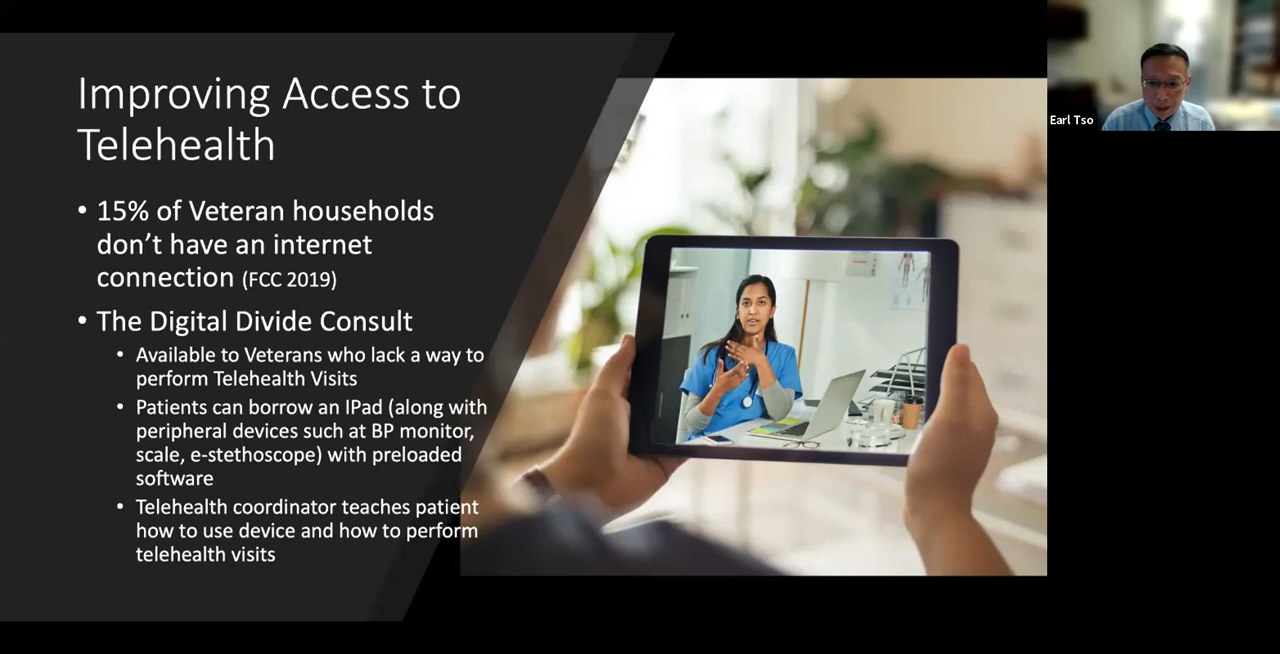 Improving Access to
Telehealth
• 15% of Veteran households
don’t have an internet
connection (FCC 2019)
• The Digital Divide Consult
• Available to Veterans who lack a way to
perform Telehealth Visits
• Patients can borrow an IPad (along with
peripheral devices such at BP monitor,
scale, e-stethoscope) with preloaded
software
• Telehealth coordinator teaches patient
how to use device and how to perform
telehealth visits
Earl Tso